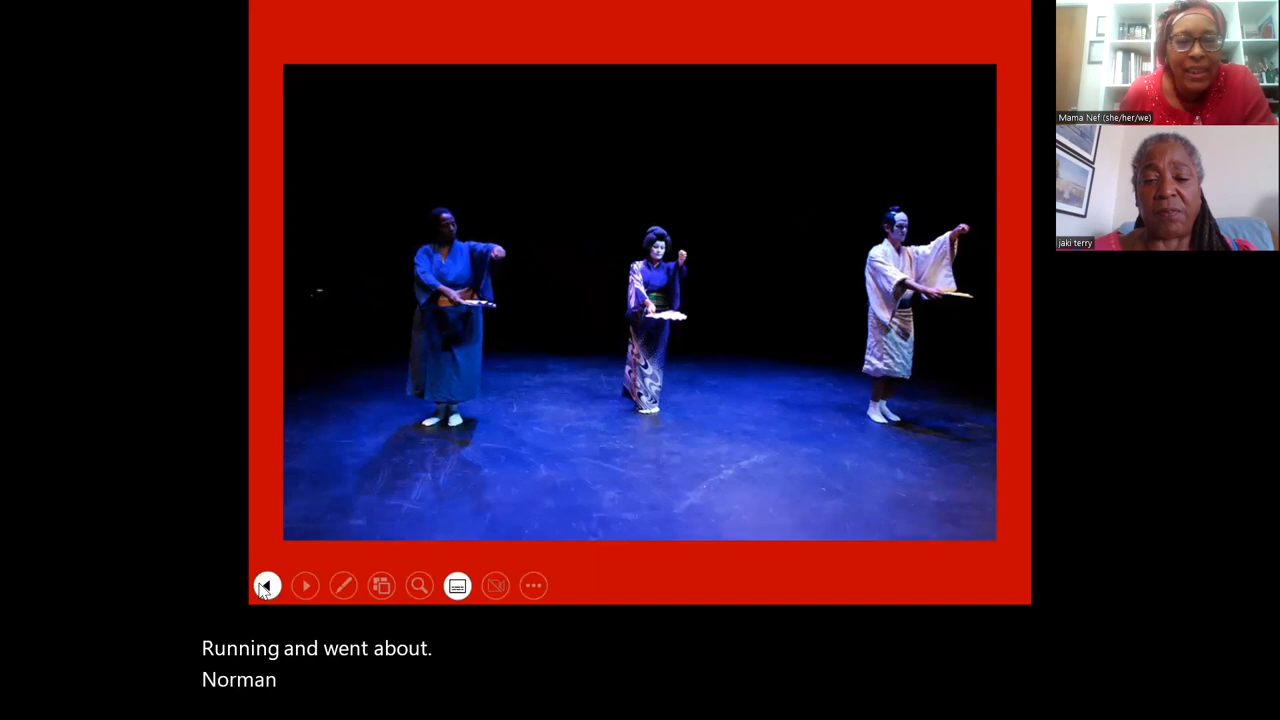 Mama Nef (she/her/we)
jaki terry
Running and went about.
Norman